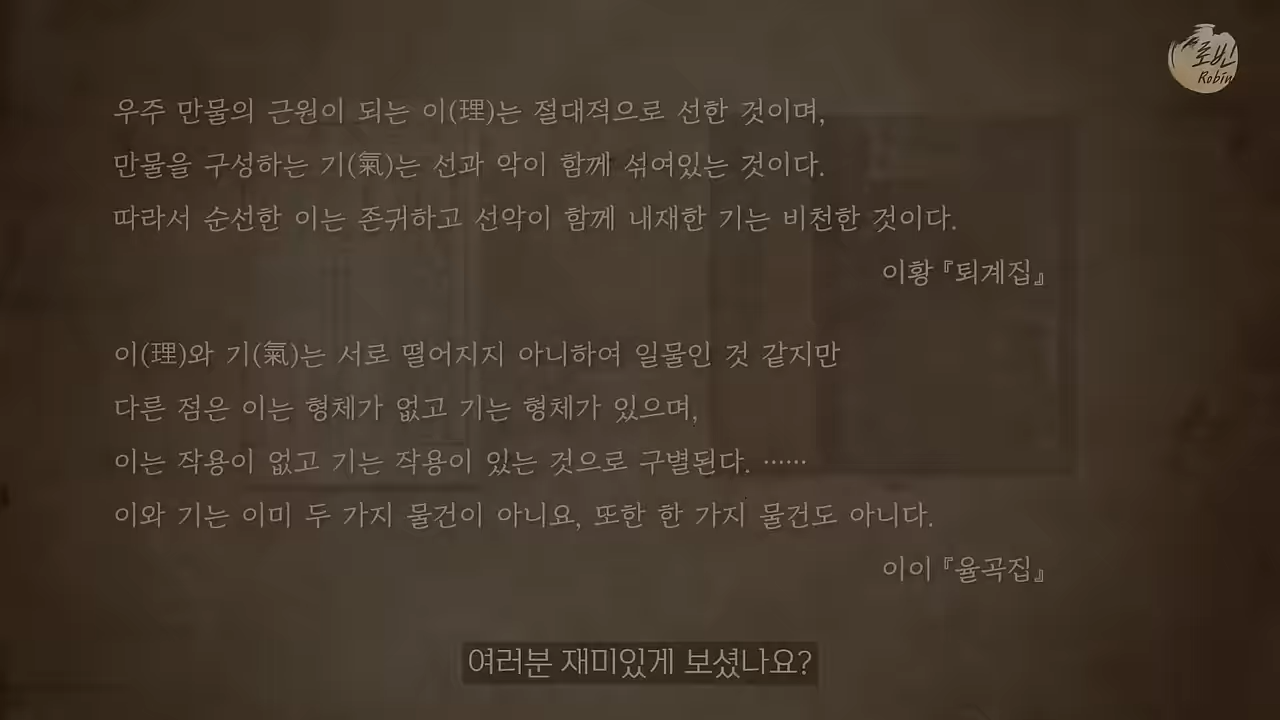 로빈
Robin
우주 만물의 근원이 되는 이(理)는 절대적으로 선한 것이며,
만물을 구성하는 기(氣)는 선과 악이 함께 섞여있는 것이다.
따라서 순선한 이는 존귀하고 선악이 함께 내재한 기는 비천한 것이다.
이황 『퇴계집』
이(理)와 기(氣)는 서로 떨어지지 아니하여 일물인 것 같지만
다른 점은 이는 형체가 없고 기는 형체가 있으며,
이는 작용이 없고 기는 작용이 있는 것으로 구별된다. ……
이와 기는 이미 두 가지 물건이 아니요, 또한 한 가지 물건도 아니다.
이이 『율곡집』
여러분 재미있게 보셨나요?